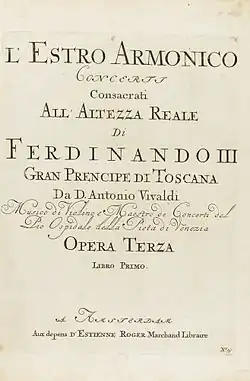 L'ESTRO ARMONICO
CONCERTI
Consacrati
ALL'ALTEZZA REALE
Di
FERDINANDO III
GRAN PRENCIPE DI TOSCANA
Da D. Antonio Vivaldi
Musico di Violino e Maestro de Concerti del
Pio Ospidale della Pieta di Venezia
OPERA TERZA
LIBRO PRIMO.
A AMSTERDAM
Aux depens D'ESTIENNE ROGER Marchand Libraire